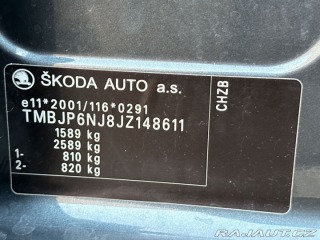 ŠKODA AUTO a.s.
e11*2001/116*0291
TMBJP6NJ8JZ148611
1589 kg
2589 kg
1- 810 kg
2- 820 kg
CHZB
RAJAUT.CZ